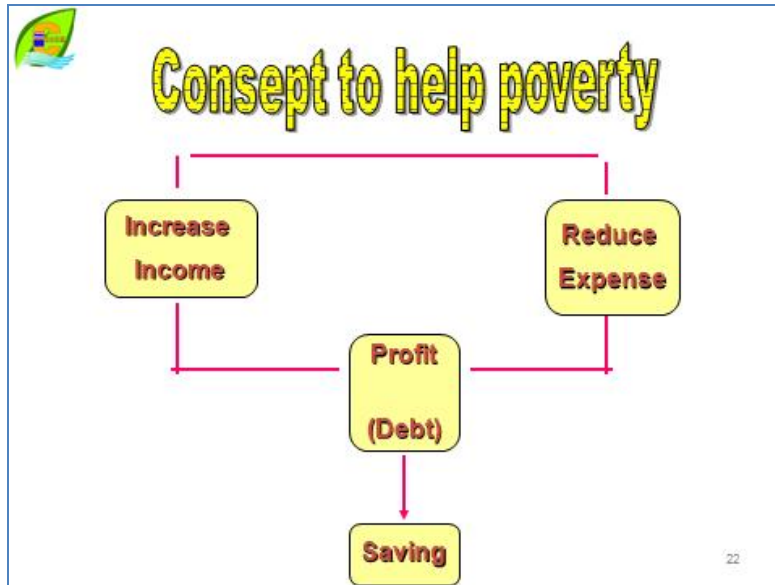 Consept to help poverty
Increase
Income
Reduce
Expense
Profit
(Debt)
Saving
22